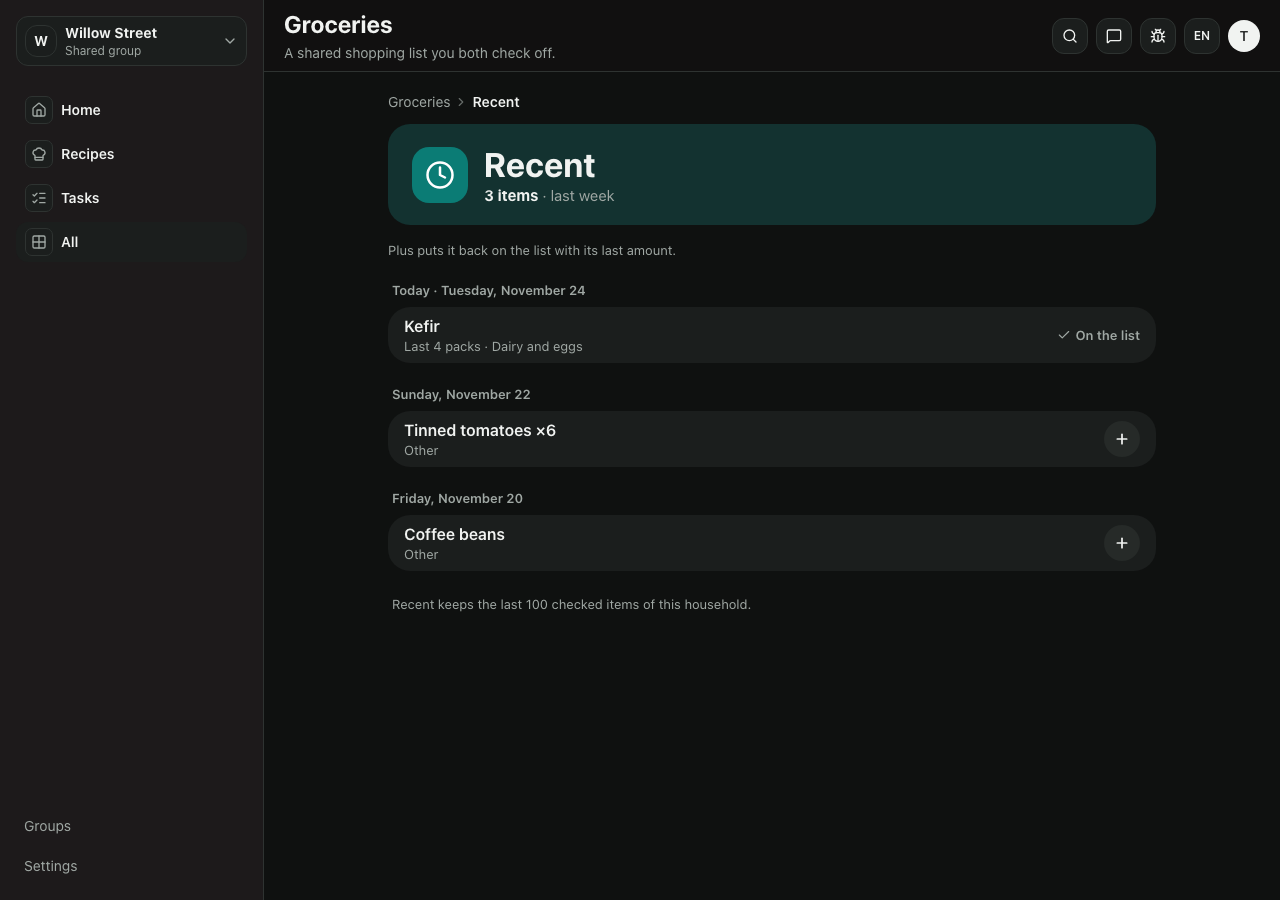 W
Willow Street
Shared group
Home
Recipes
Tasks
All
Groups
Settings
Groceries
A shared shopping list you both check off.
EN
T
Groceries > Recent
Recent
3 items · last week
Plus puts it back on the list with its last amount.
Today · Tuesday, November 24
Kefir
Last 4 packs · Dairy and eggs
On the list
Sunday, November 22
Tinned tomatoes ×6
Other
Friday, November 20
Coffee beans
Other
Recent keeps the last 100 checked items of this household.